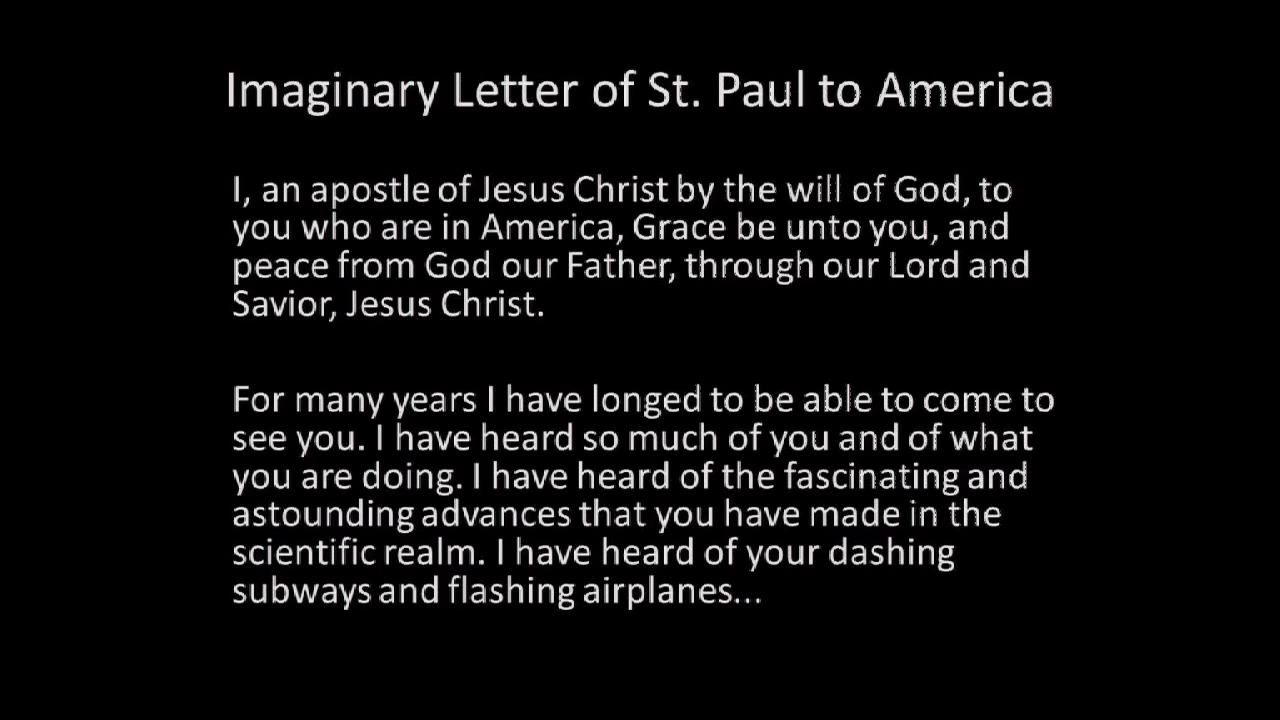 Imaginary Letter of St. Paul to America
I, an apostle of Jesus Christ by the will of God, to
you who are in America, Grace be unto you, and
peace from God our Father, through our Lord and
Savior, Jesus Christ.
For many years I have longed to be able to come to
see you. I have heard so much of you and of what
you are doing. I have heard of the fascinating and
astounding advances that you have made in the
scientific realm. I have heard of your dashing
subways and flashing airplanes...